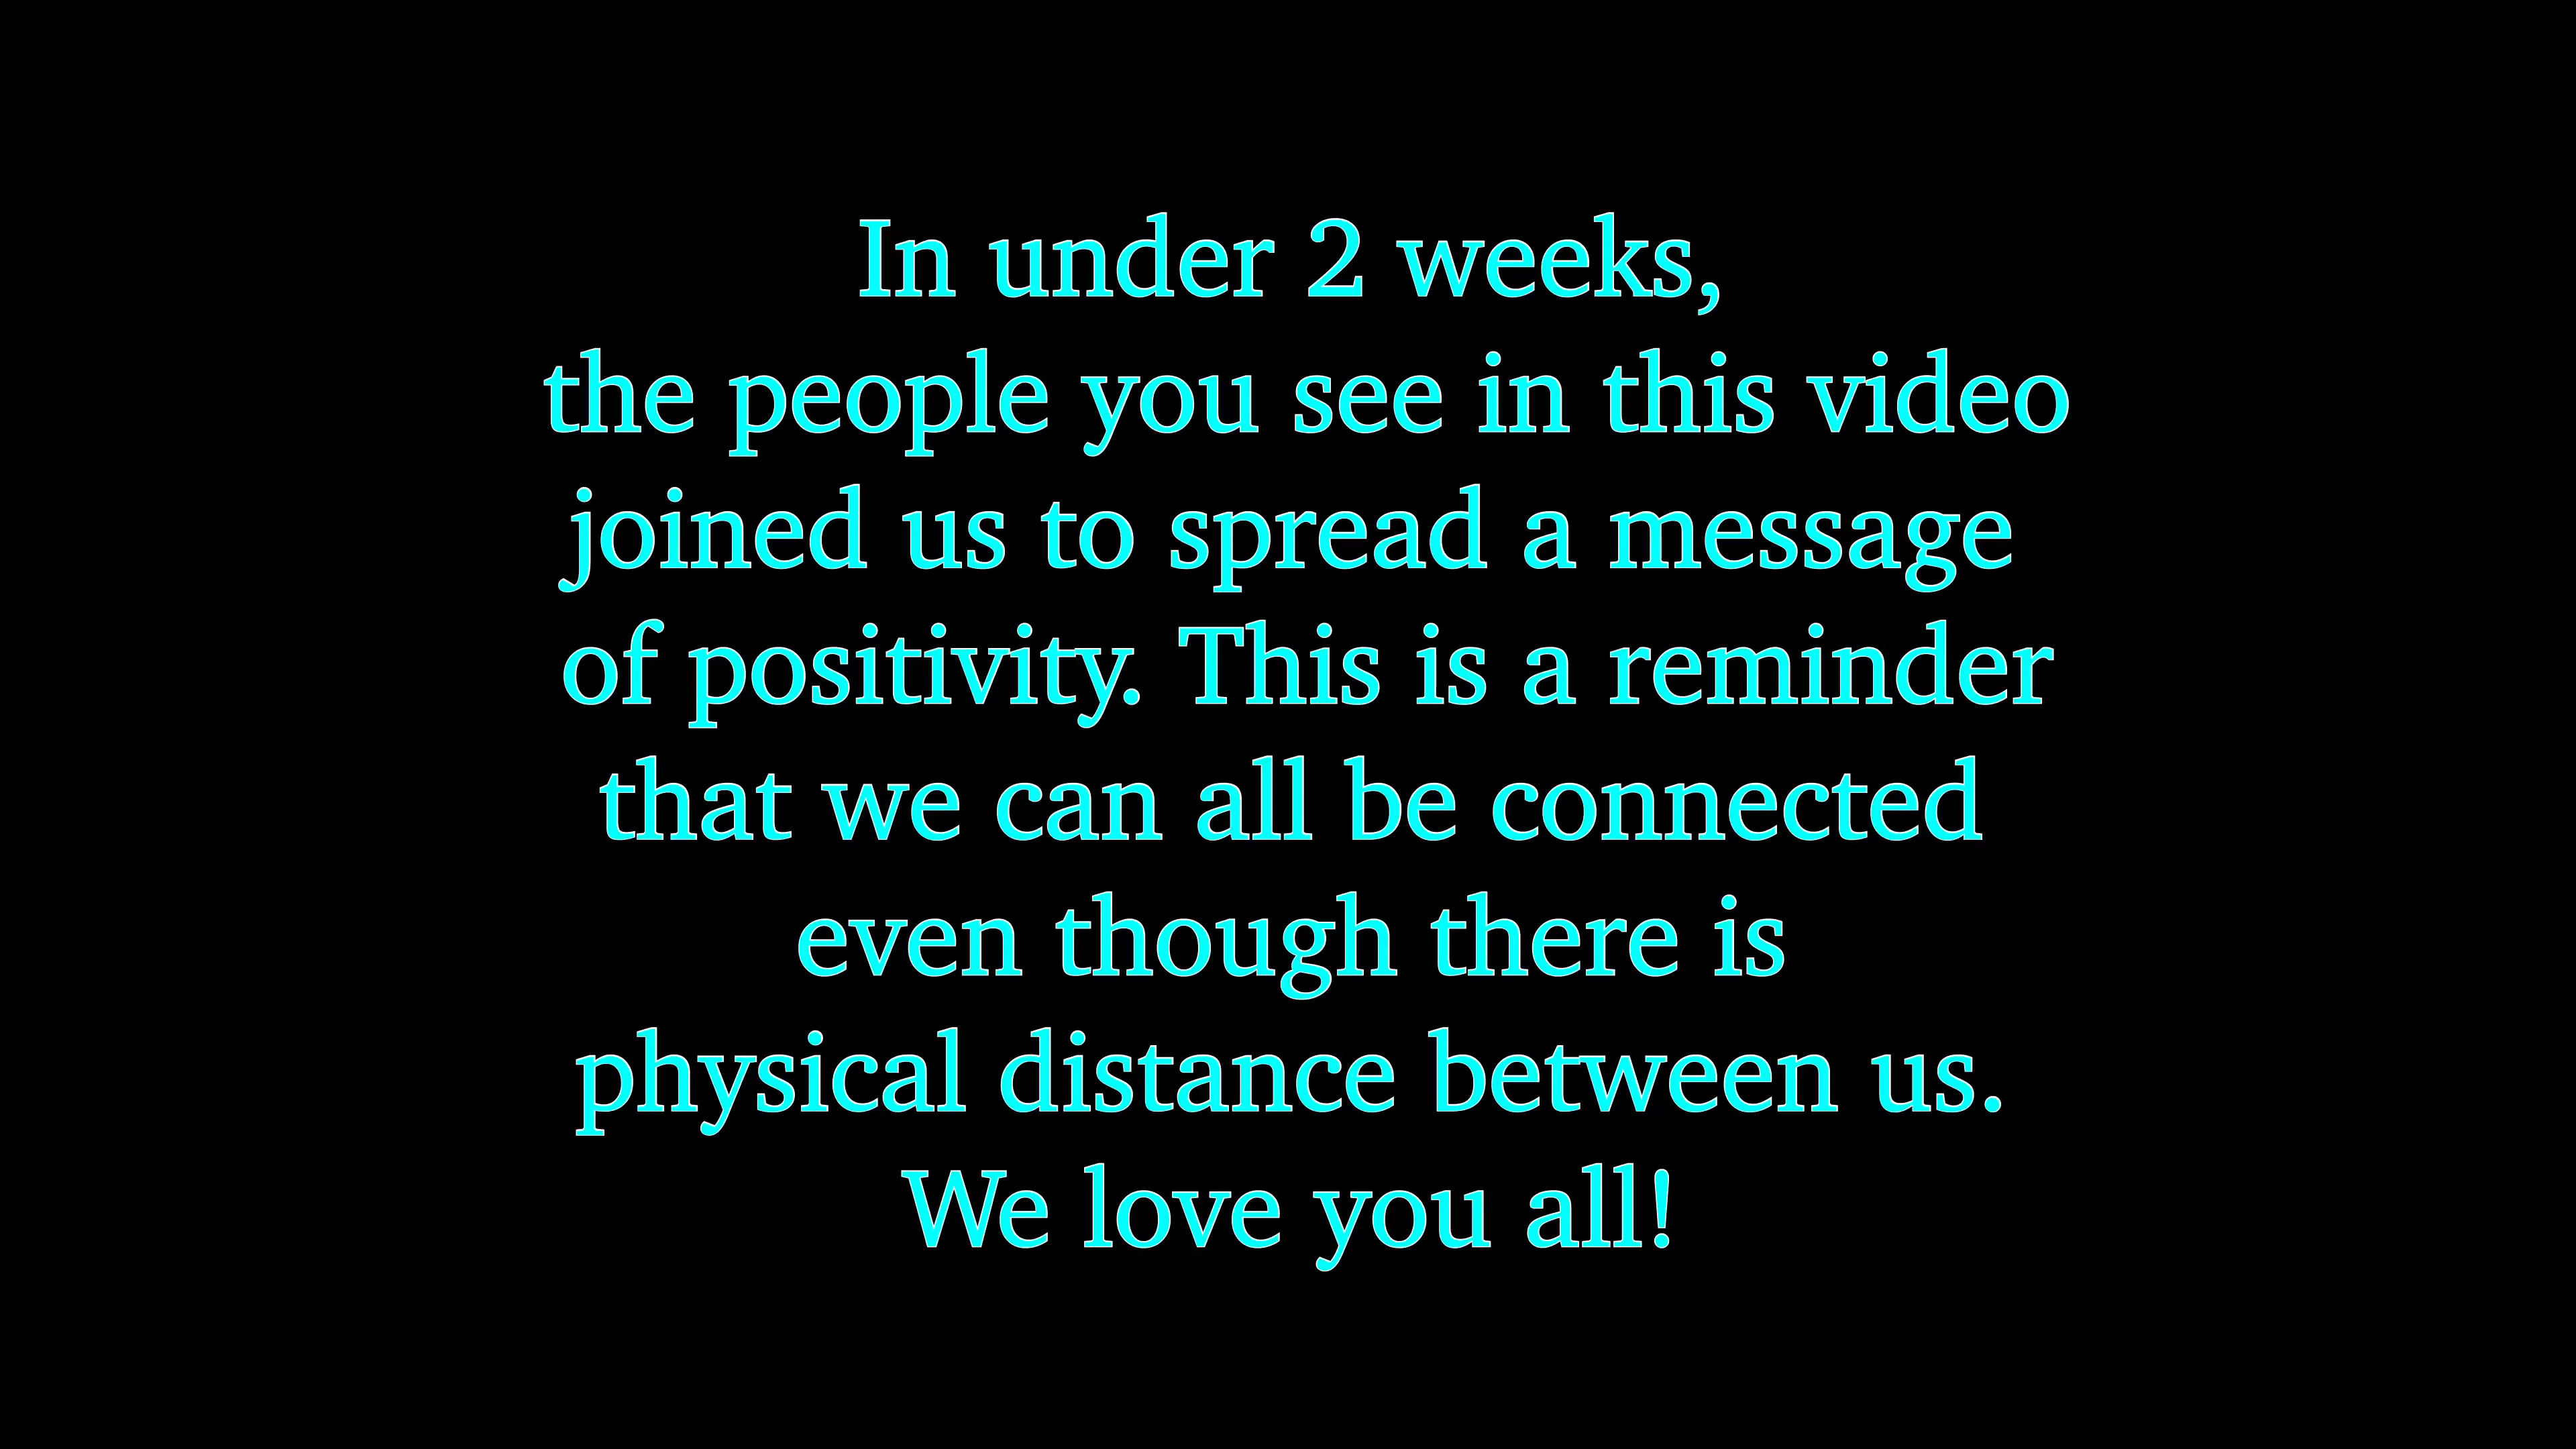 In under 2 weeks,
the people you see in this video
joined us to spread a message
of positivity. This is a reminder
that we can all be connected
even though there is
physical distance between us.
We love you all!